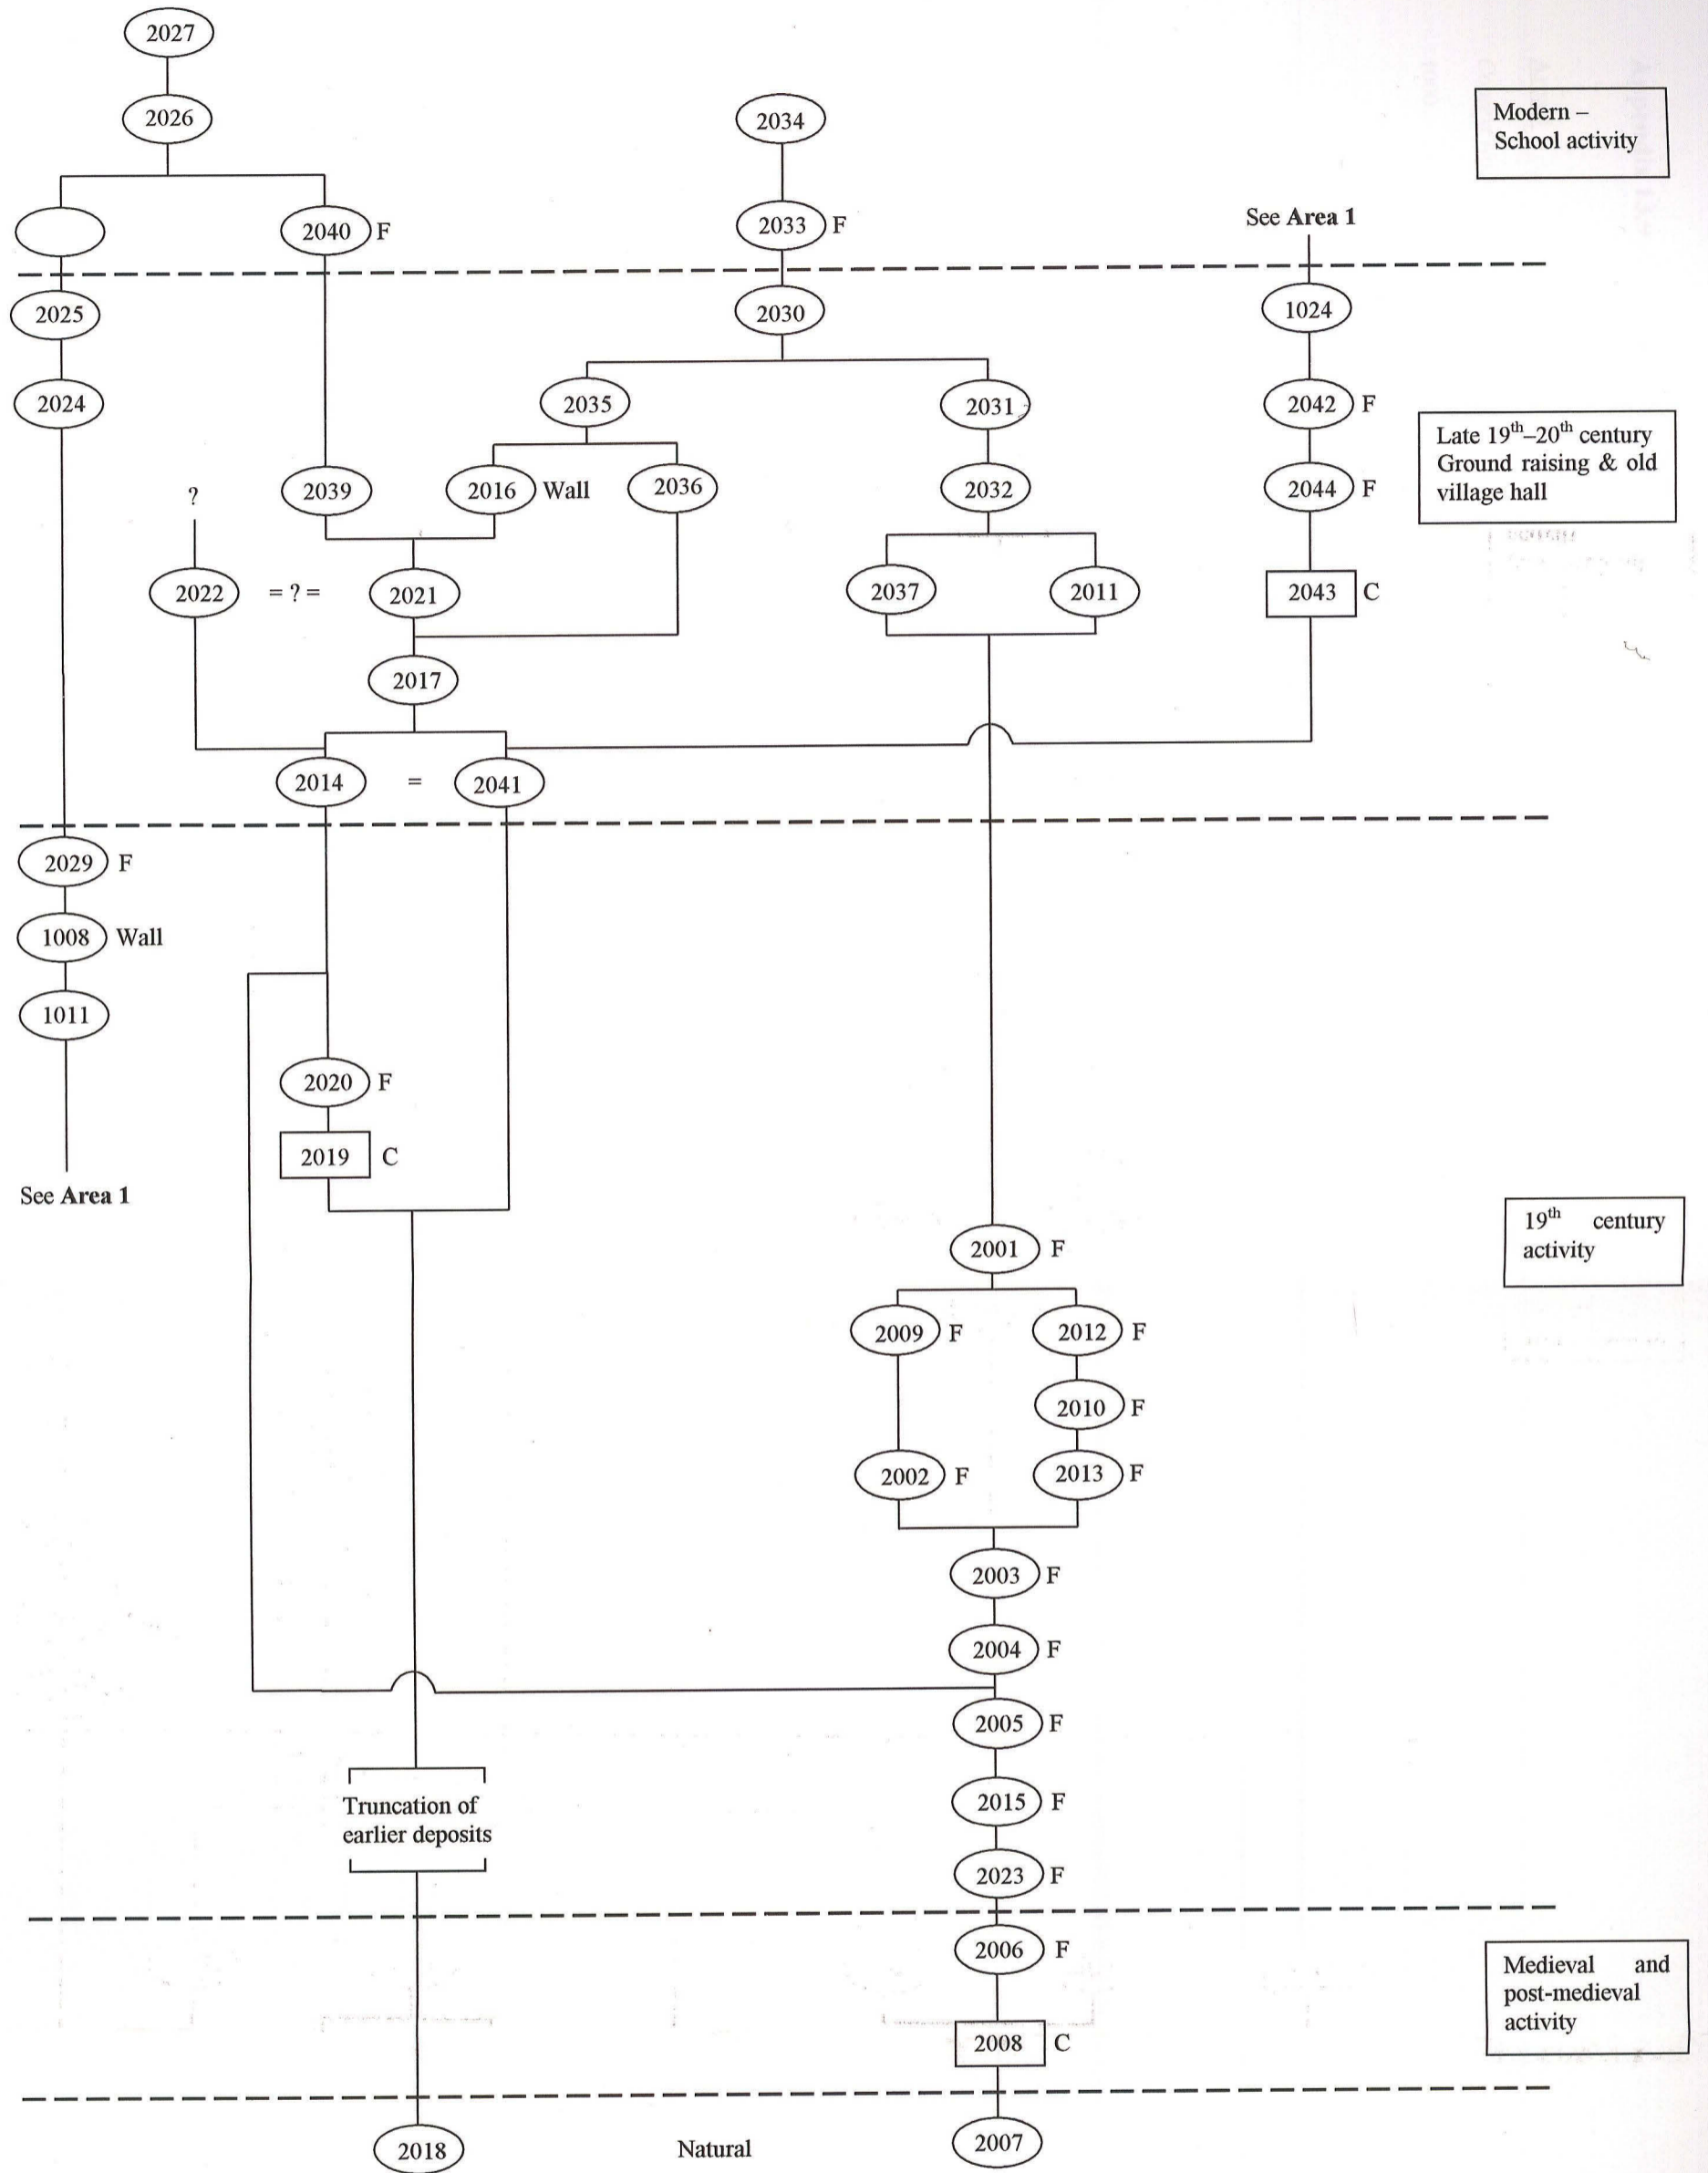 2027
2026
2034
Modern –
School activity
2040 F
2033 F
See Area 1
2025
2030
1024
2024
2035
2031
2042 F
Late 19th–20th century
Ground raising & old
village hall
?
2039
2016 Wall
2036
2032
2044 F
2022 = ? = 2021
2037
2011
2043 C
2017
2014 = 2041
2029 F
1008 Wall
1011
2020 F
2019 C
See Area 1
2001 F
19th century
activity
2009 F
2012 F
2010 F
2002 F
2013 F
2003 F
2004 F
2005 F
Truncation of
earlier deposits
2015 F
2023 F
2006 F
Medieval and
post-medieval
activity
2008 C
2018
Natural
2007